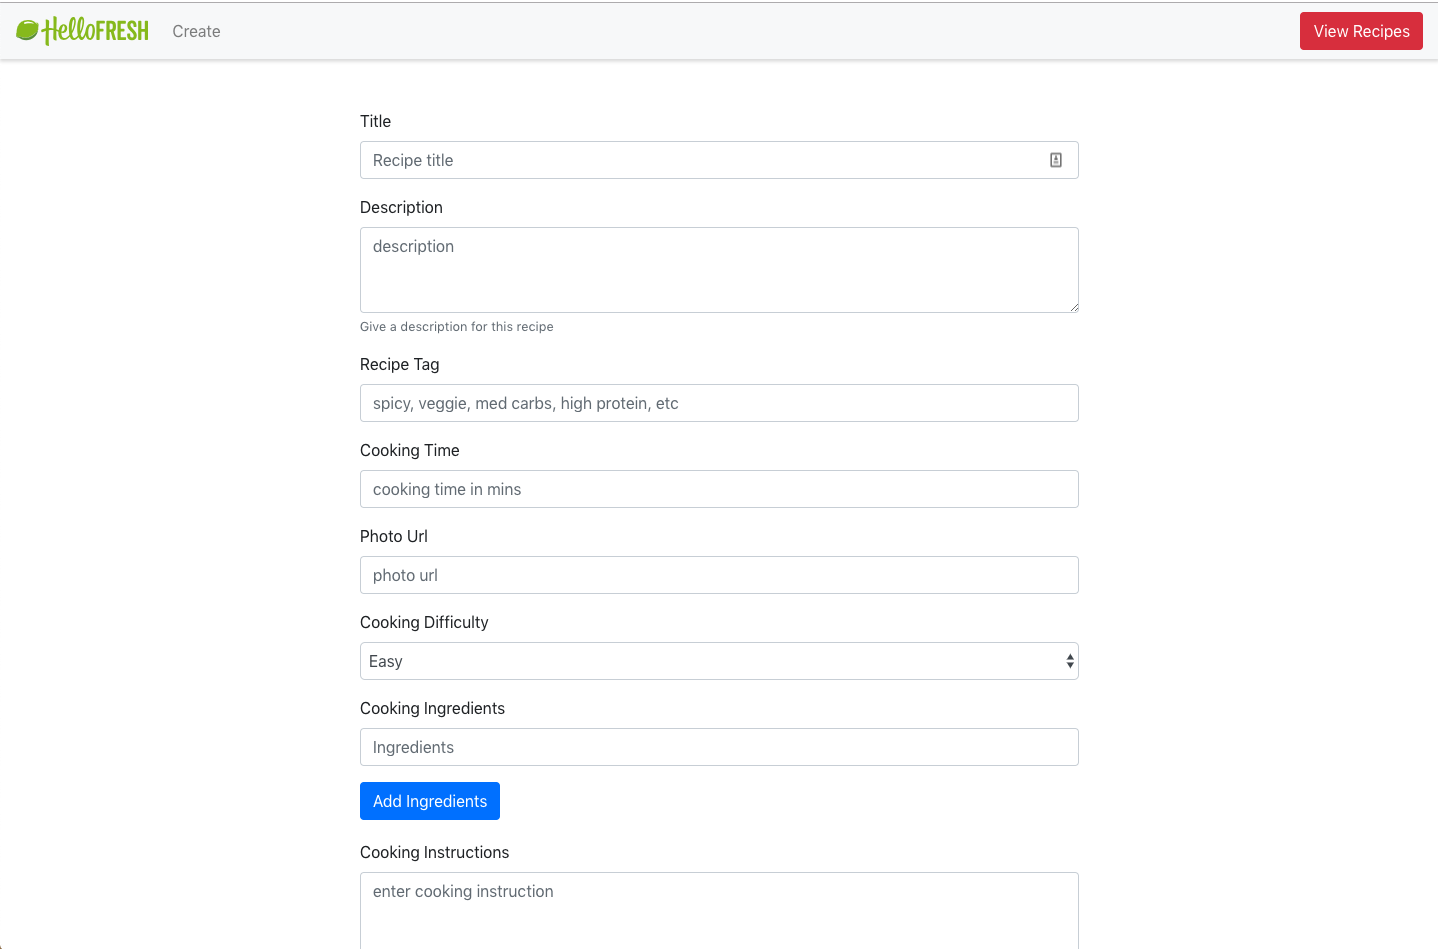 HelloFRESH Create View Recipes
Title
Recipe title
Description
description
Give a description for this recipe
Recipe Tag
spicy, veggie, med carbs, high protein, etc
Cooking Time
cooking time in mins
Photo Url
photo url
Cooking Difficulty
Easy
Cooking Ingredients
Ingredients
Add Ingredients
Cooking Instructions
enter cooking instruction